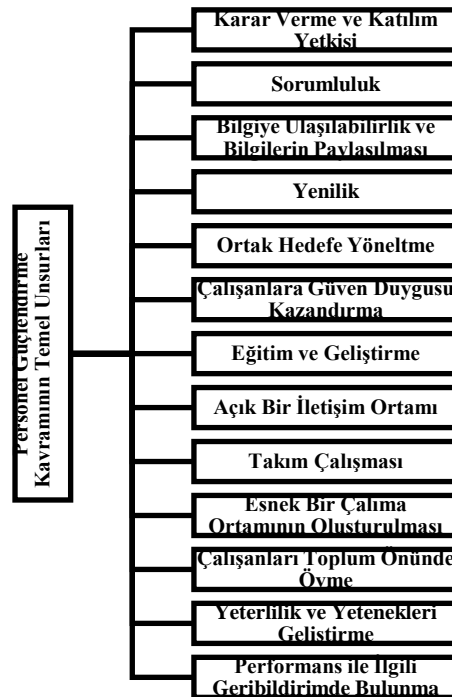 Personel Güçlendirme
Kavramının Temel Unsurları
Karar Verme ve Katılım
Yetkisi
Sorumluluk
Bilgiye Ulaşılabilirlik ve
Bilgilerin Paylaşılması
Yenilik
Ortak Hedefe Yöneltme
Çalışanlara Güven Duygusu
Kazandırma
Eğitim ve Geliştirme
Açık Bir İletişim Ortamı
Takım Çalışması
Esnek Bir Çalıma
Ortamının Oluşturulması
Çalışanları Toplum Önünde
Övme
Yeterlilik ve Yetenekleri
Geliştirme
Performans ile İlgili
Geribildirimde Bulunma